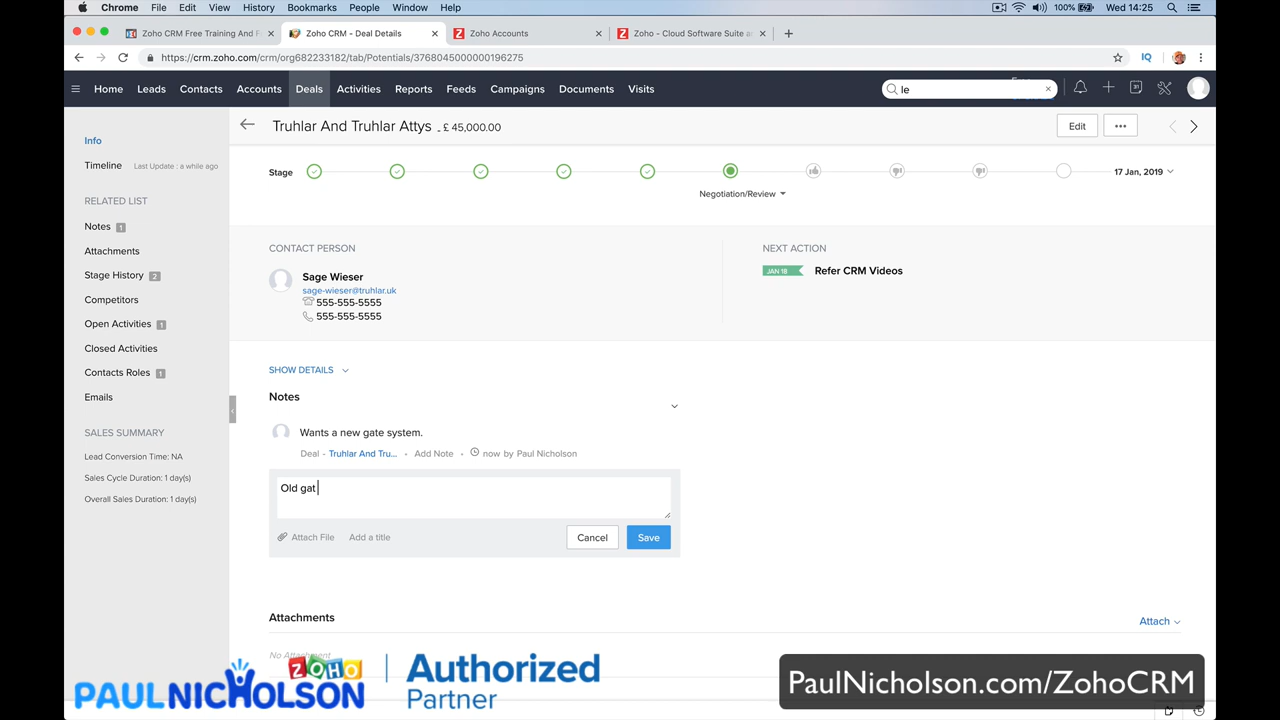 Chrome File Edit View History Bookmarks People Window Help 100% Wed 14:25
Zoho CRM Free Training And F
Zoho CRM - Deal Details
Zoho Accounts
Zoho - Cloud Software Suite a
https://crm.zoho.com/crm/org682233182/tab/Potentials/3768045000000196275
IQ
Home Leads Contacts Accounts Deals Activities Reports Feeds Campaigns Documents Visits
le
Truhlar And Truhlar Attys - £ 45,000.00
Edit
Info
Timeline Last Update : a while ago
RELATED LIST
Notes 1
Attachments
Stage History 2
Competitors
Open Activities 1
Closed Activities
Contacts Roles 1
Emails
SALES SUMMARY
Lead Conversion Time: NA
Sales Cycle Duration: 1 day(s)
Overall Sales Duration: 1 day(s)
Stage
17 Jan, 2019
Negotiation/Review
CONTACT PERSON
Sage Wieser
sage-wieser@truhlar.uk
555-555-5555
555-555-5555
NEXT ACTION
JAN 18 Refer CRM Videos
SHOW DETAILS
Notes
Wants a new gate system.
Deal - Truhlar And Tru... • Add Note • now by Paul Nicholson
Old gat
Attach File Add a title
Cancel Save
Attachments
Attach
No Attachment
PAULNICHOLSON
ZOHO
Authorized
Partner
PaulNicholson.com/ZohoCRM